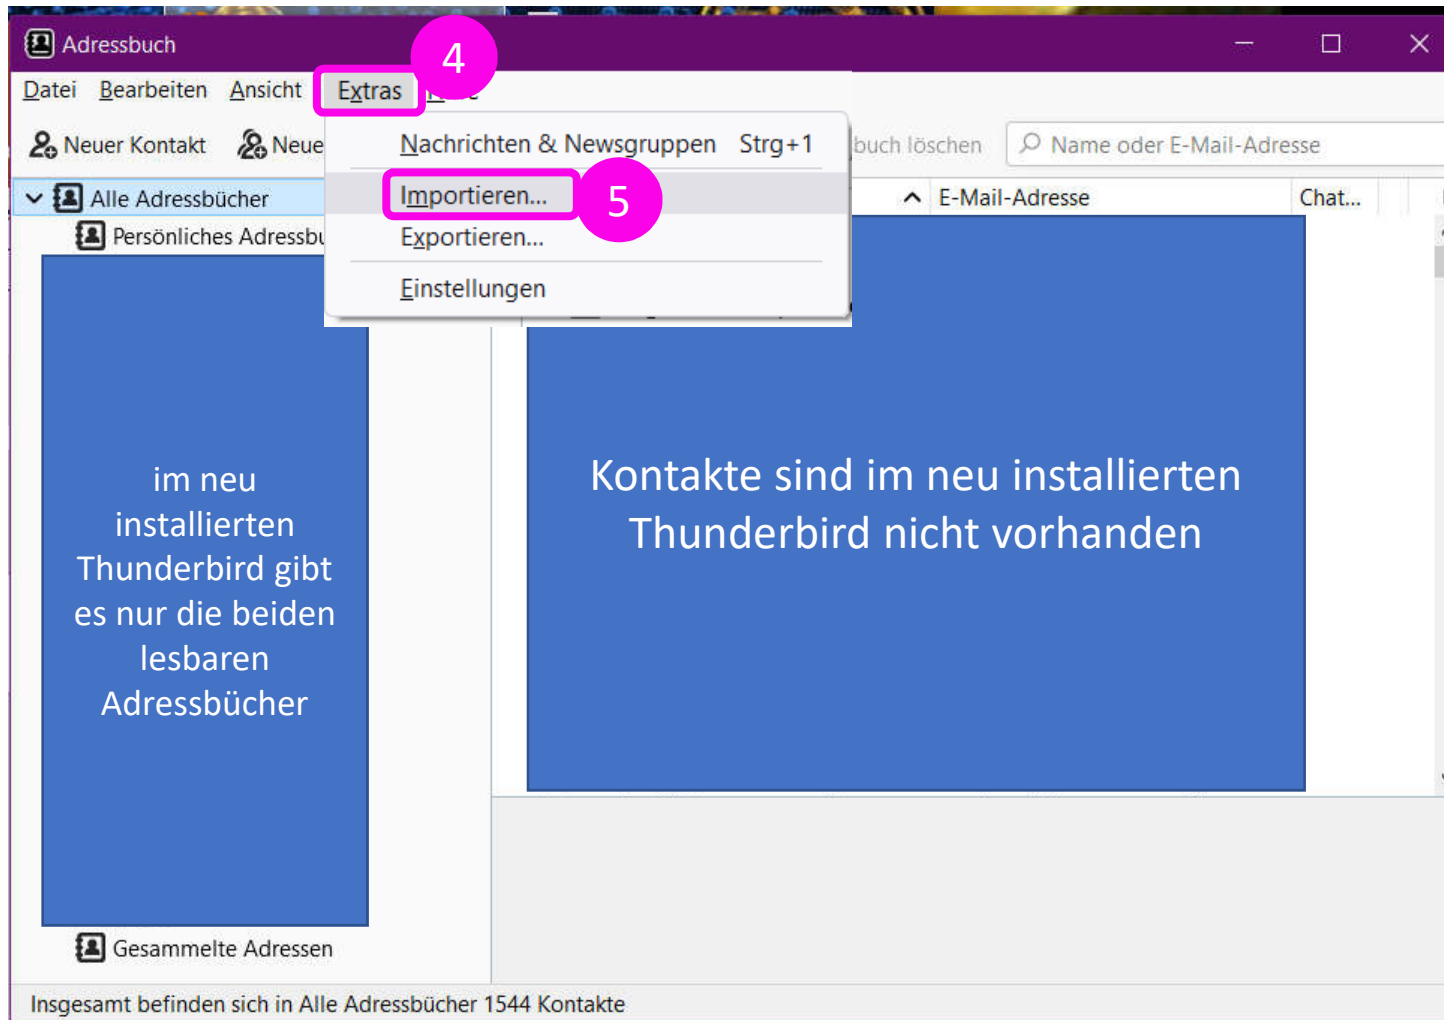 Adressbuch
4
Datei Bearbeiten Ansicht Extras
Neuer Kontakt Neue buch löschen Name oder E-Mail-Adresse
Nachrichten & Newsgruppen Strg+1
Alle Adressbücher
Importieren... 5
E-Mail-Adresse Chat...
Persönliches Adressbu
Exportieren...
Einstellungen
im neu
installierten
Thunderbird gibt
es nur die beiden
lesbaren
Adressbücher
Kontakte sind im neu installierten
Thunderbird nicht vorhanden
Gesammelte Adressen
Insgesamt befinden sich in Alle Adressbücher 1544 Kontakte